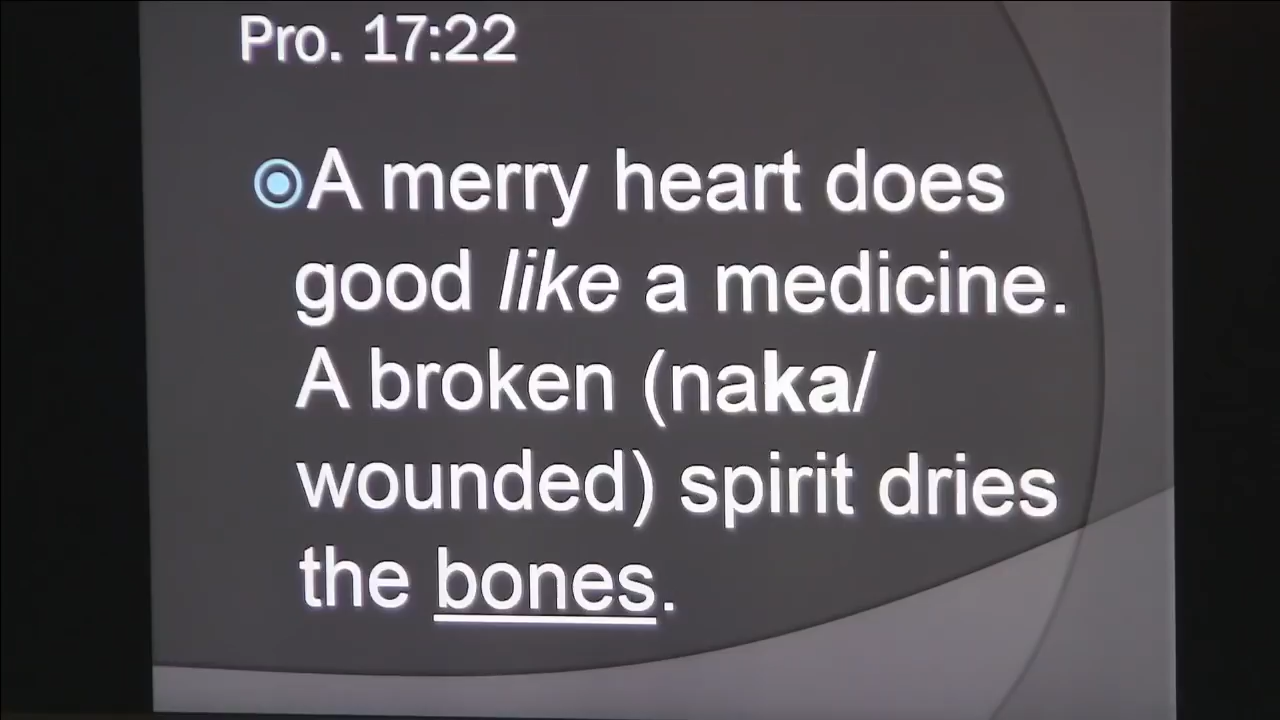 Pro. 17:22
A merry heart does
good like a medicine.
A broken (naka/
wounded) spirit dries
the bones.